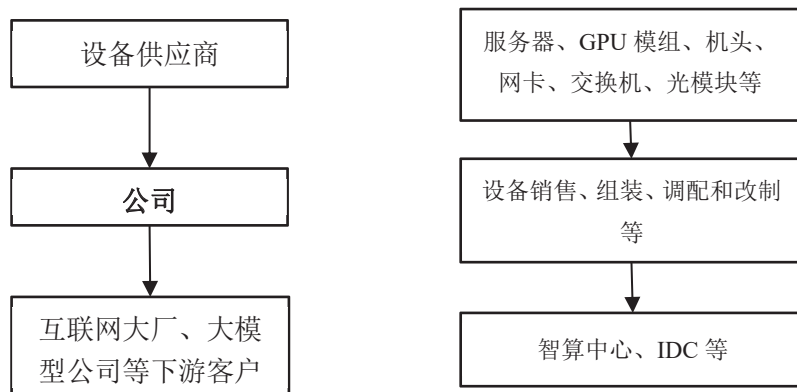 设备供应商
公司
互联网大厂、大模
型公司等下游客户
服务器、GPU 模组、机头、
网卡、交换机、光模块等
设备销售、组装、调配和改制
等
智算中心、IDC 等